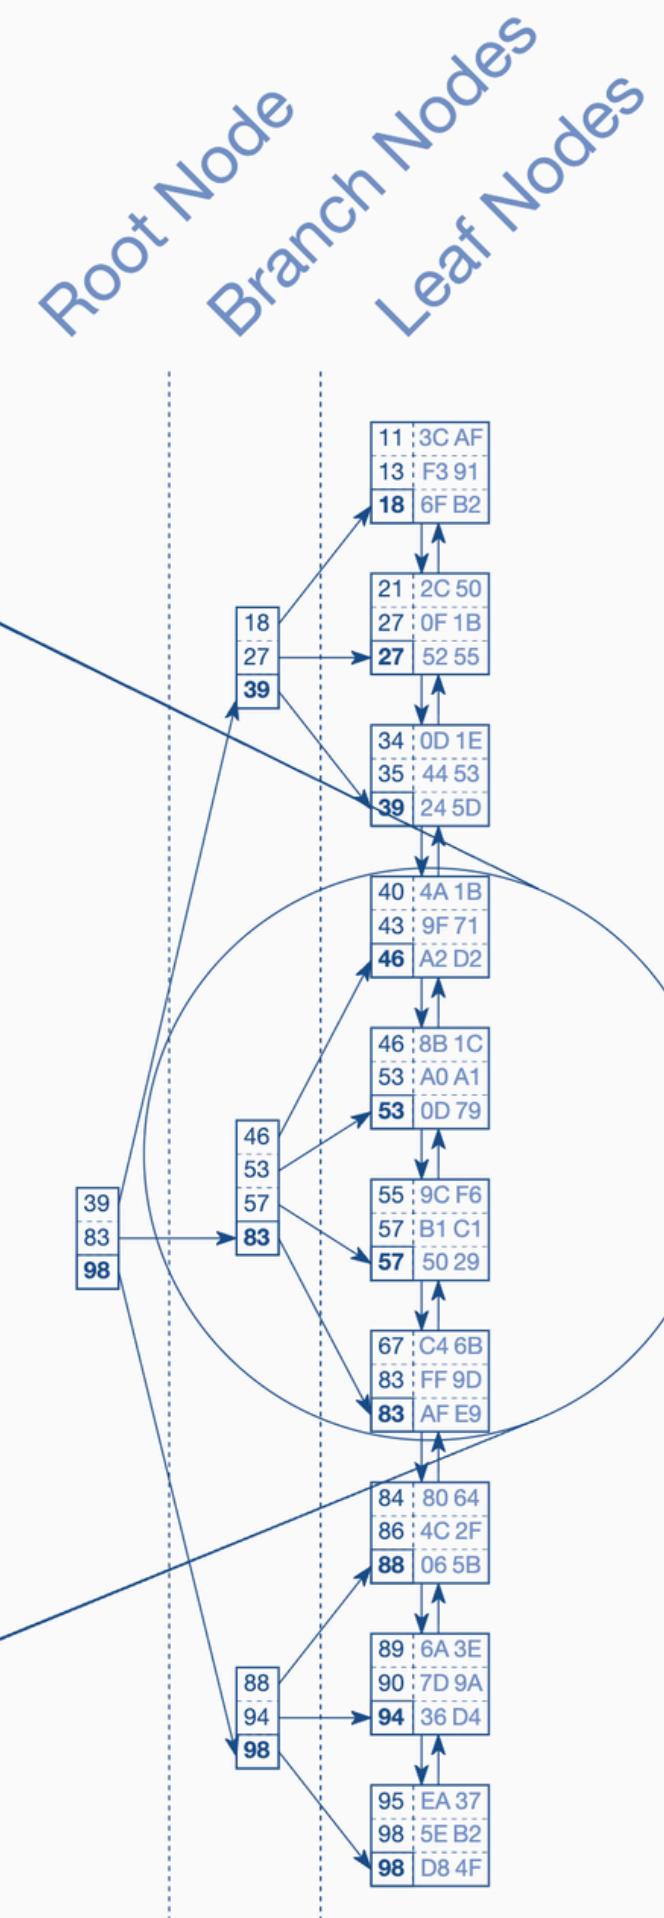 Root Node
Branch Nodes
Leaf Nodes
39
83
98
18
27
39
46
53
57
83
88
94
98
11 3C AF
13 F3 91
18 6F B2
21 2C 50
27 0F 1B
27 52 55
34 0D 1E
35 44 53
39 24 5D
40 4A 1B
43 9F 71
46 A2 D2
46 8B 1C
53 A0 A1
53 0D 79
55 9C F6
57 B1 C1
57 50 29
67 C4 6B
83 FF 9D
83 AF E9
84 80 64
86 4C 2F
88 06 5B
89 6A 3E
90 7D 9A
94 36 D4
95 EA 37
98 5E B2
98 D8 4F